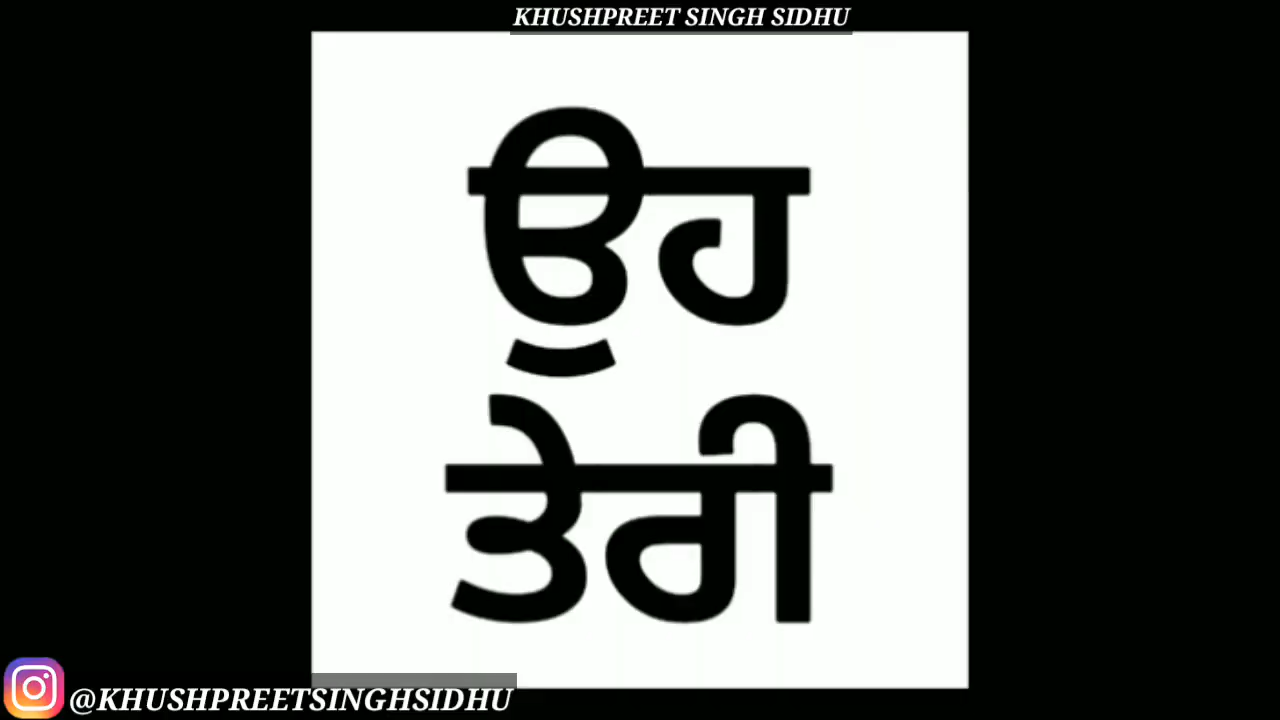 KHUSHPREET SINGH SIDHU
ਉਹ
ਤੇਰੀ
@KHUSHPREETSINGHSIDHU